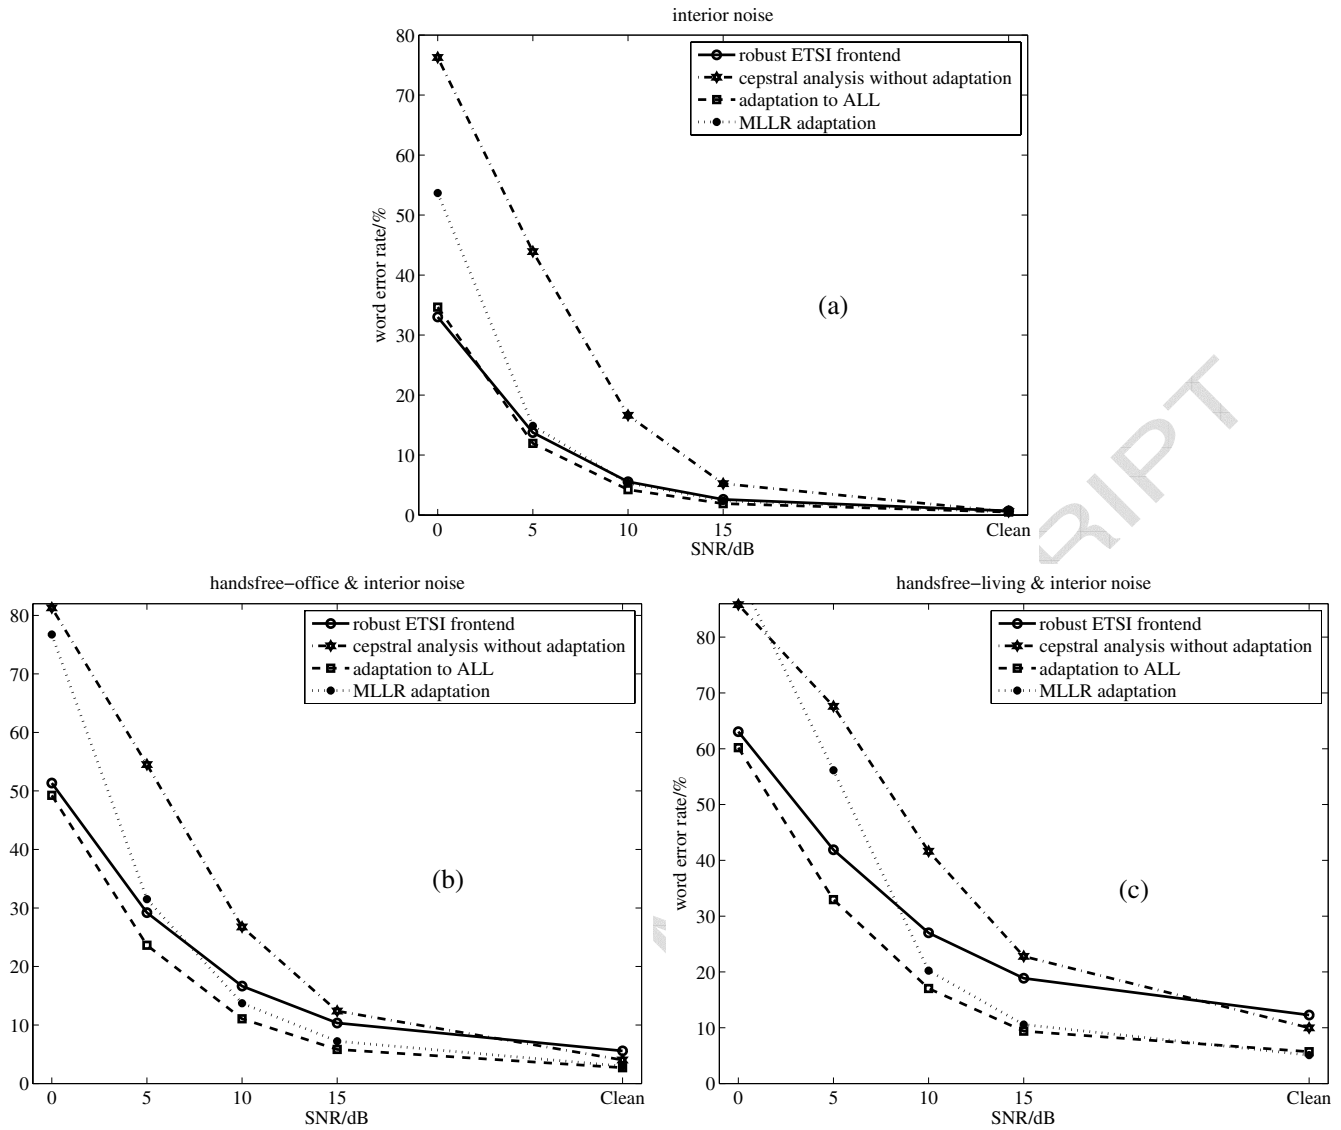 interior noise
80
70
60
50
40
30
20
10
0
word error rate/%
robust ETSI frontend
cepstral analysis without adaptation
adaptation to ALL
MLLR adaptation
(a)
0 5 10 15 Clean
SNR/dB
RIPT
handsfree−office & interior noise
80
70
60
50
40
30
20
10
0
robust ETSI frontend
cepstral analysis without adaptation
adaptation to ALL
MLLR adaptation
(b)
0 5 10 15 Clean
SNR/dB
handsfree−living & interior noise
80
70
60
50
40
30
20
10
0
word error rate/%
robust ETSI frontend
cepstral analysis without adaptation
adaptation to ALL
MLLR adaptation
(c)
0 5 10 15 Clean
SNR/dB